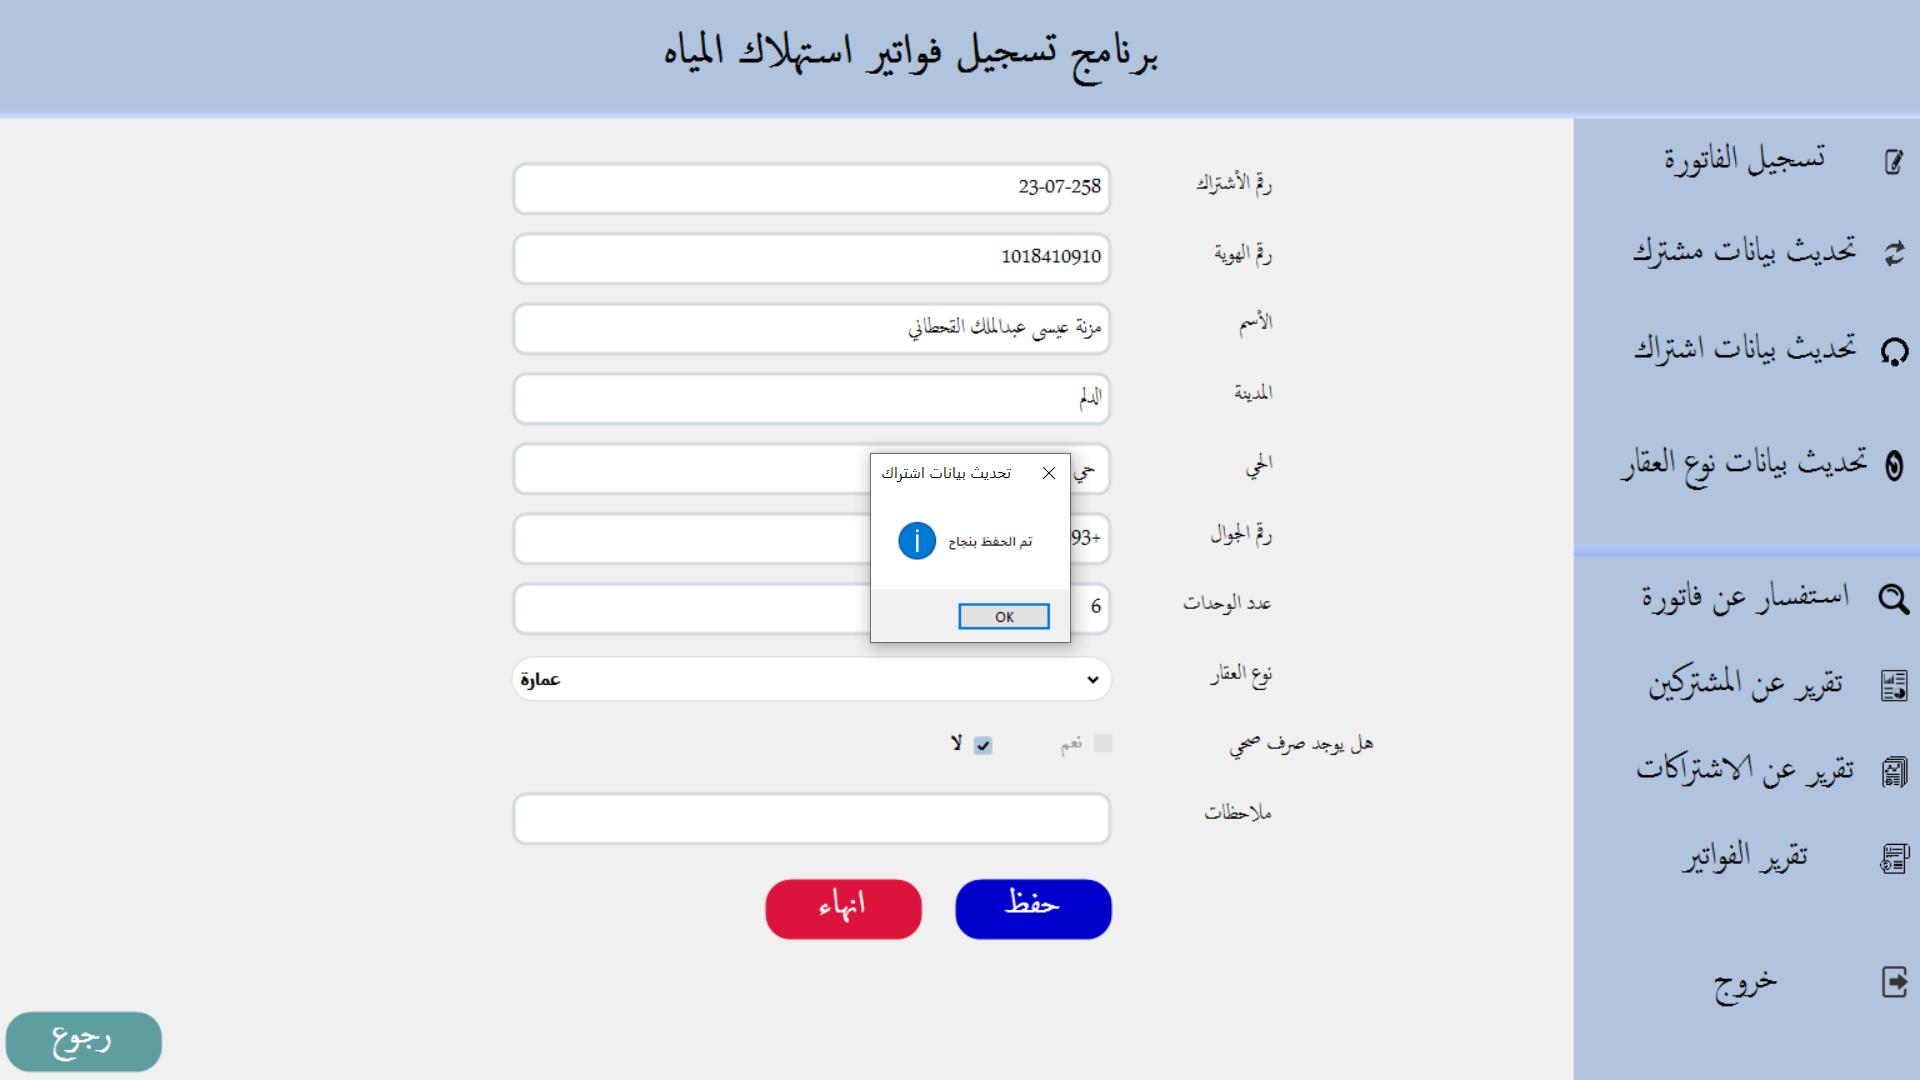 برنامج تسجيل فواتير استهلاك المياه
تسجيل الفاتورة
تحديث بيانات مشترك
تحديث بيانات اشتراك
تحديث بيانات نوع العقار
استفسار عن فاتورة
تقرير عن المشتركين
تقرير عن الاشتراكات
تقرير الفواتير
خروج
رقم الأشتراك
23-07-258
رقم الهوية
1018410910
الأسم
مزنة عيسى عبدالملك القحطاني
المدينة
الدلم
الحي
حي
رقم الجوال
93+
عدد الوحدات
6
نوع العقار
عمارة
هل يوجد صرف صحي
نعم
لا
ملاحظات
حفظ
انهاء
رجوع
تحديث بيانات اشتراك
تم الحفظ بنجاح
OK